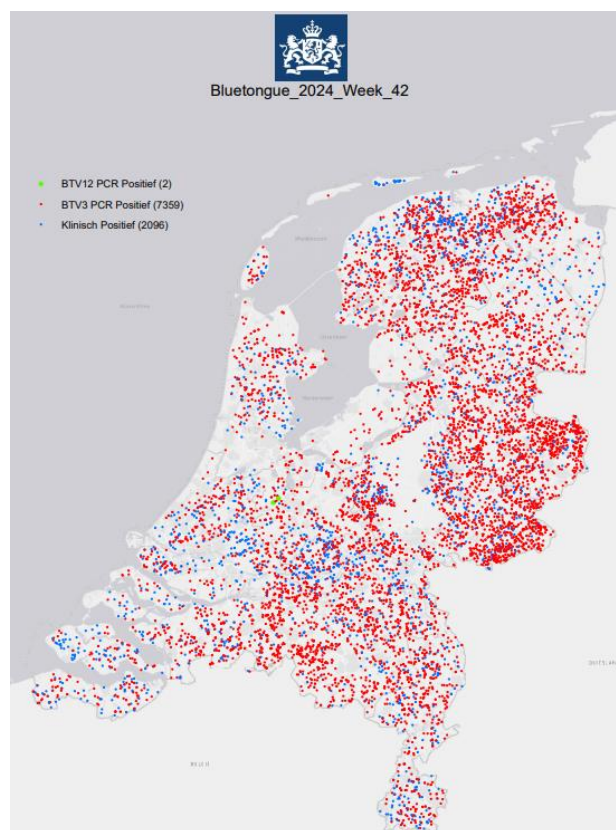 Bluetongue_2024_Week_42
BTV12 PCR Positief (2)
BTV3 PCR Positief (7359)
Klinisch Positief (2096)